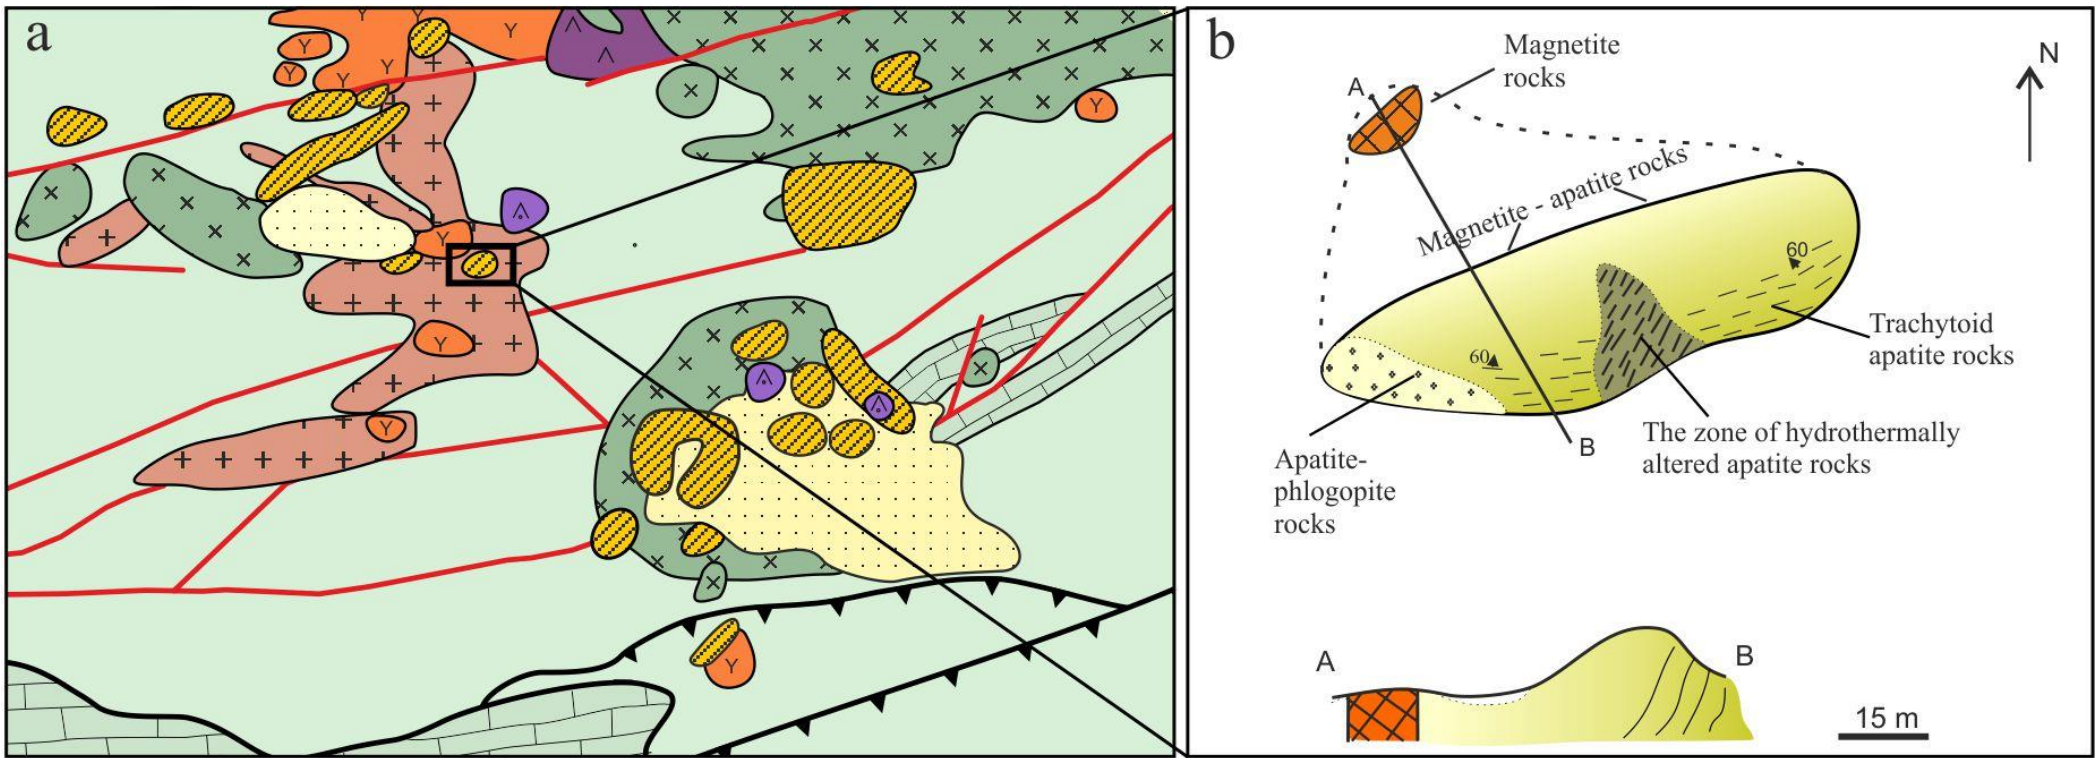 a
b
N
Magnetite
rocks
A
Magnetite - apatite rocks
60
60
Trachytoid
apatite rocks
B
The zone of hydrothermally
altered apatite rocks
Apatite-
phlogopite
rocks
A
B
15 m